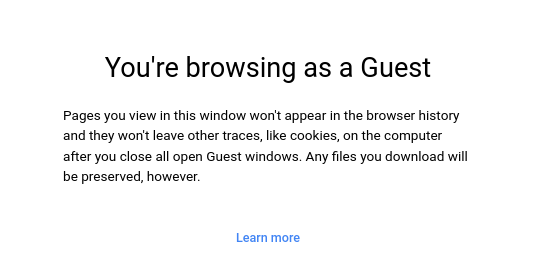 You're browsing as a Guest
Pages you view in this window won't appear in the browser history
and they won't leave other traces, like cookies, on the computer
after you close all open Guest windows. Any files you download will
be preserved, however.
Learn more